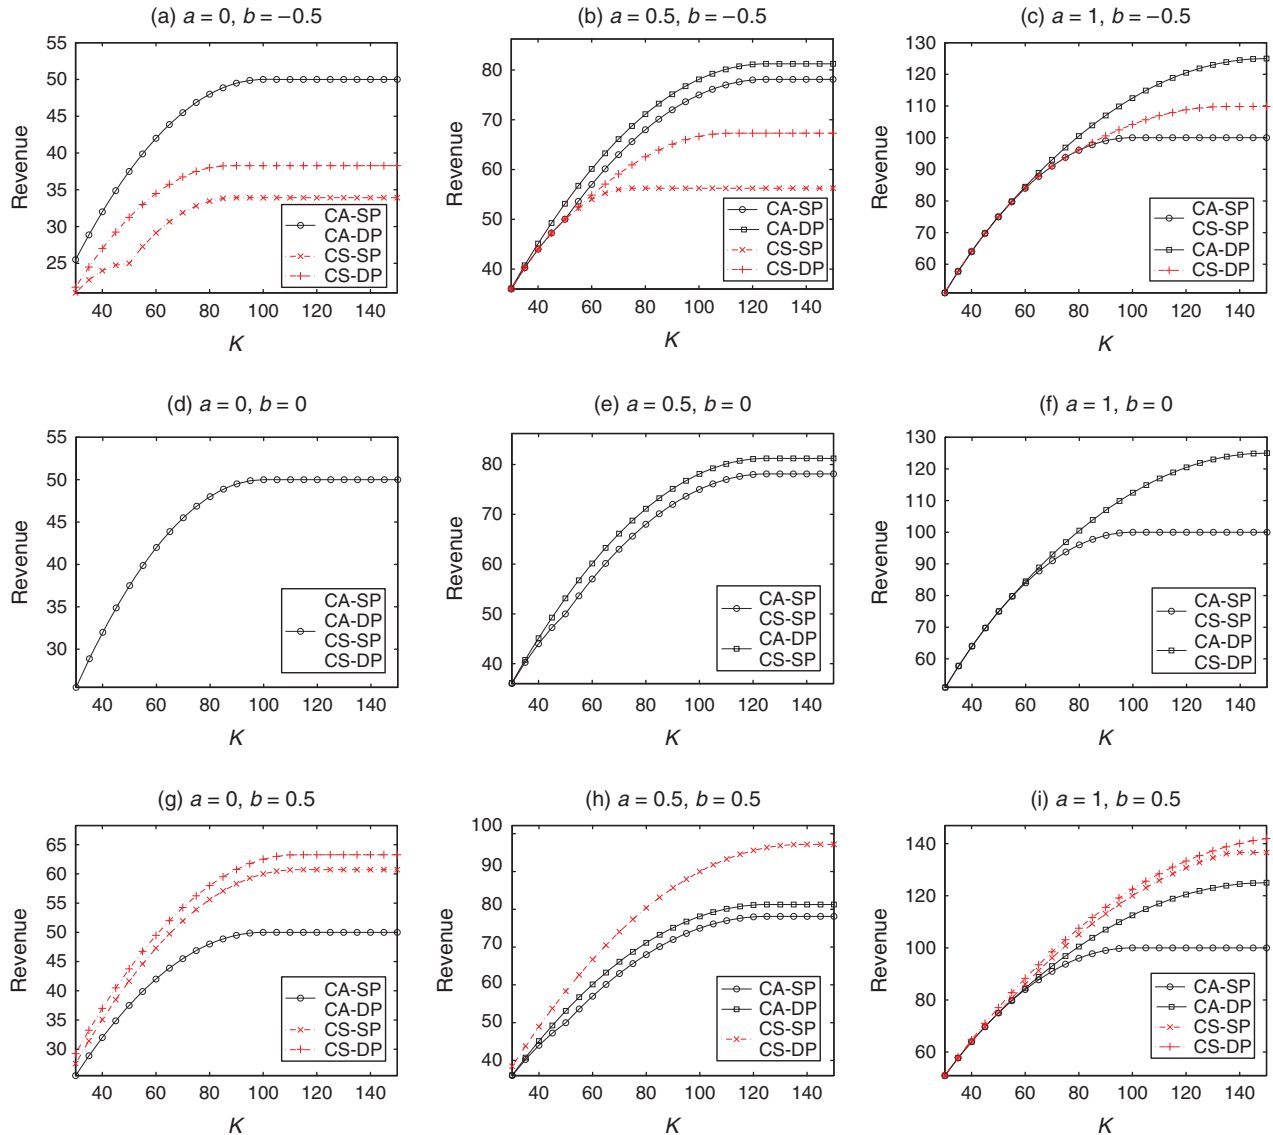 (a) a = 0, b = −0.5
55
50
45
40
35
30
25
Revenue
CA-SP
CA-DP
CS-SP
CS-DP
40 60 80 100 120 140
K
(b) a = 0.5, b = −0.5
80
70
60
50
40
Revenue
CA-SP
CA-DP
CS-SP
CS-DP
40 60 80 100 120 140
K
(c) a = 1, b = −0.5
130
120
110
100
90
80
70
60
Revenue
CA-SP
CS-SP
CA-DP
CS-DP
40 60 80 100 120 140
K
(d) a = 0, b = 0
55
50
45
40
35
30
Revenue
CA-SP
CA-DP
CS-SP
CS-DP
40 60 80 100 120 140
K
(e) a = 0.5, b = 0
80
70
60
50
40
Revenue
CA-SP
CS-SP
CA-DP
CS-SP
40 60 80 100 120 140
K
(f) a = 1, b = 0
130
120
110
100
90
80
70
60
Revenue
CA-SP
CS-SP
CA-DP
CS-DP
40 60 80 100 120 140
K
(g) a = 0, b = 0.5
65
60
55
50
45
40
35
30
Revenue
CA-SP
CA-DP
CS-SP
CS-DP
40 60 80 100 120 140
K
(h) a = 0.5, b = 0.5
100
90
80
70
60
50
40
Revenue
CA-SP
CA-DP
CS-SP
CS-DP
40 60 80 100 120 140
K
(i) a = 1, b = 0.5
140
120
100
80
60
Revenue
CA-SP
CA-DP
CS-SP
CS-DP
40 60 80 100 120 140
K